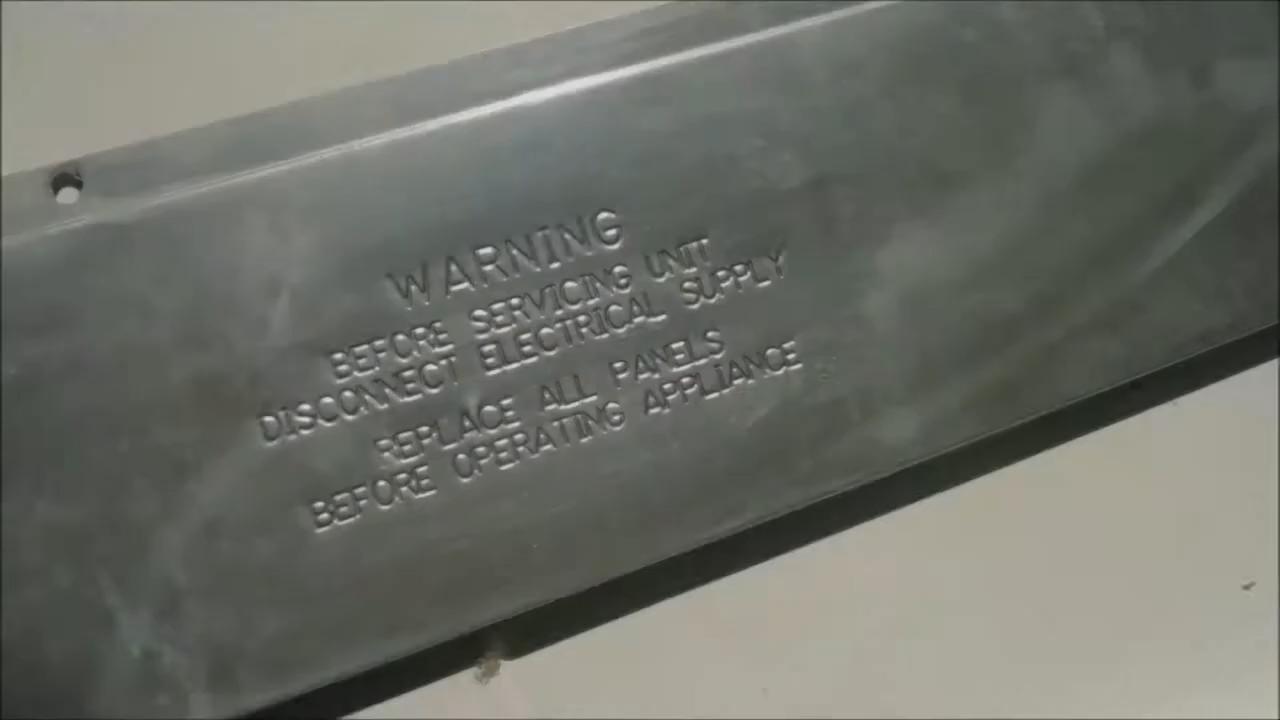 WARNING
BEFORE SERVICING UNIT
DISCONNECT ELECTRICAL SUPPLY
REPLACE ALL PANELS
BEFORE OPERATING APPLIANCE